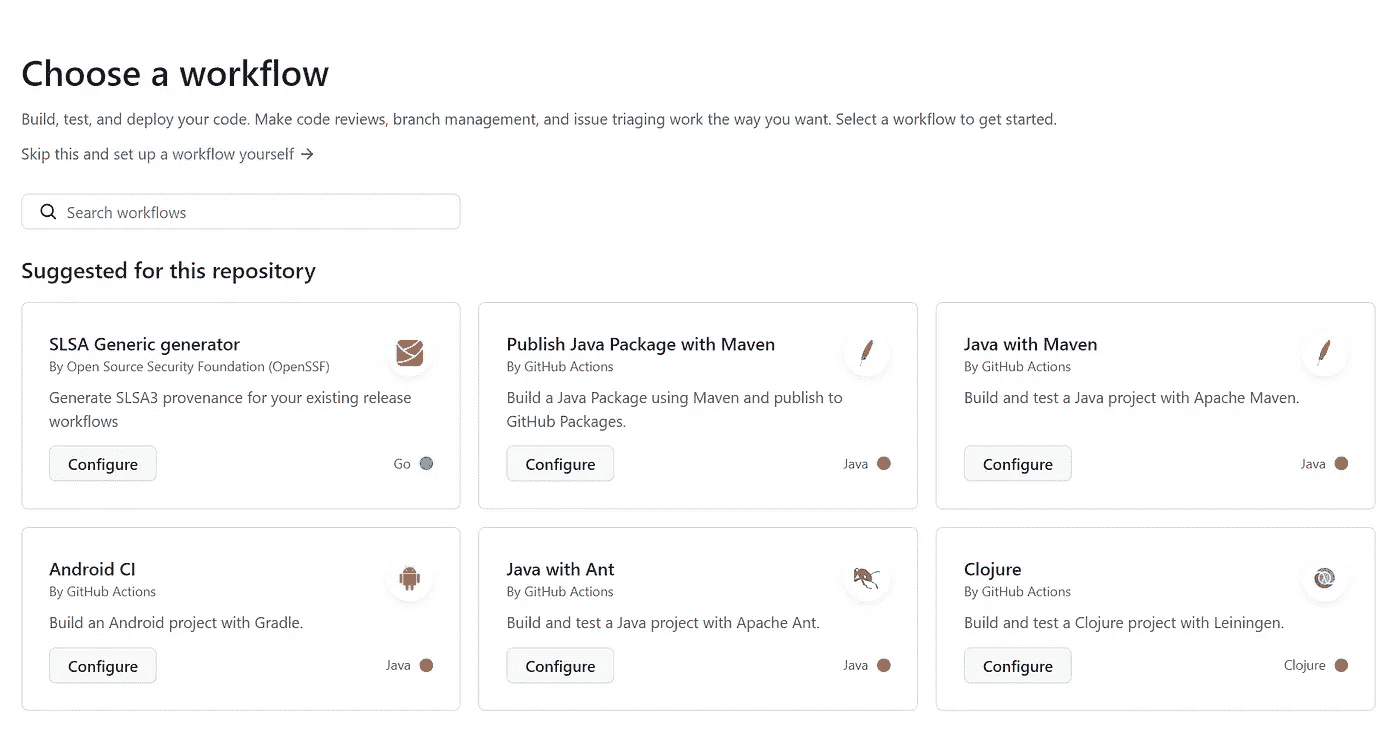 Choose a workflow
Build, test, and deploy your code. Make code reviews, branch management, and issue triaging work the way you want. Select a workflow to get started.
Skip this and set up a workflow yourself →
Search workflows
Suggested for this repository
SLSA Generic generator
By Open Source Security Foundation (OpenSSF)
Generate SLSA3 provenance for your existing release
workflows
Configure
Go
Publish Java Package with Maven
By GitHub Actions
Build a Java Package using Maven and publish to
GitHub Packages.
Configure
Java
Java with Maven
By GitHub Actions
Build and test a Java project with Apache Maven.
Configure
Java
Android CI
By GitHub Actions
Build an Android project with Gradle.
Configure
Java
Java with Ant
By GitHub Actions
Build and test a Java project with Apache Ant.
Configure
Java
Clojure
By GitHub Actions
Build and test a Clojure project with Leiningen.
Configure
Clojure